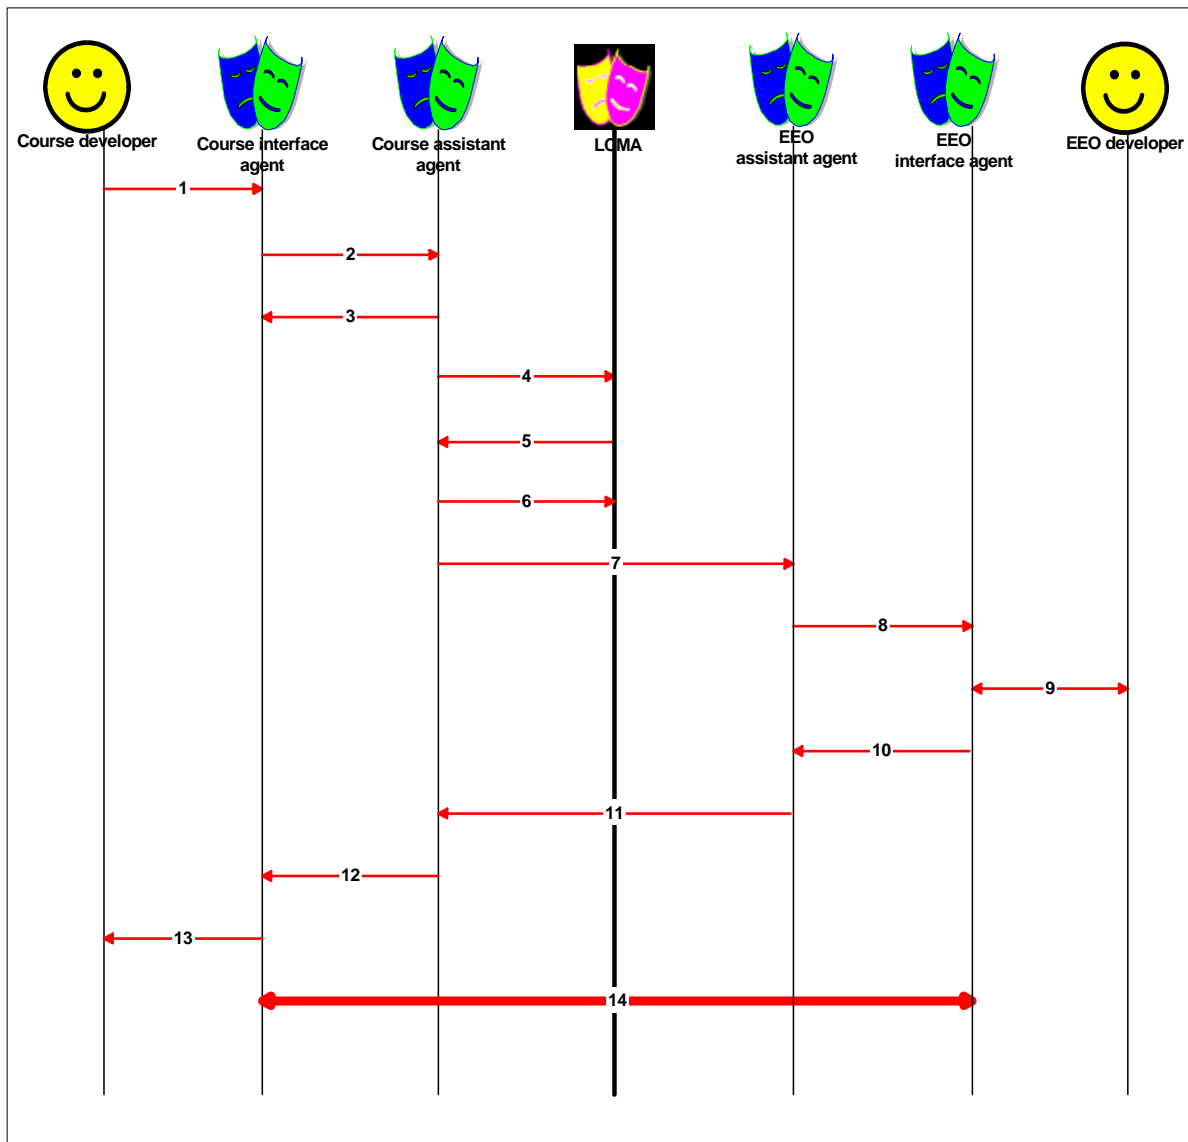 Course developer
Course interface
agent
Course assistant
agent
LCMA
EEO
assistant agent
EEO
interface agent
EEO developer
1
2
3
4
5
6
7
8
9
10
11
12
13
14